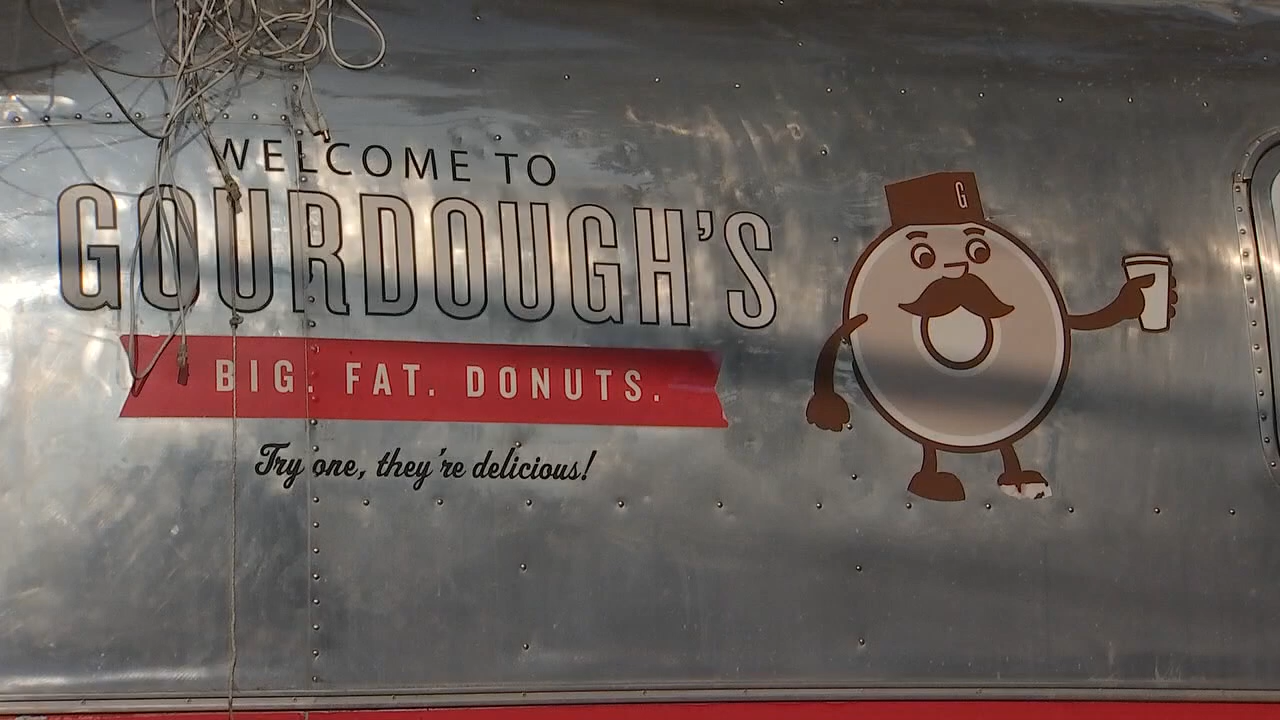 WELCOME TO
GOURDOUGH'S
BIG. FAT. DONUTS.
Try one, they're delicious!
G